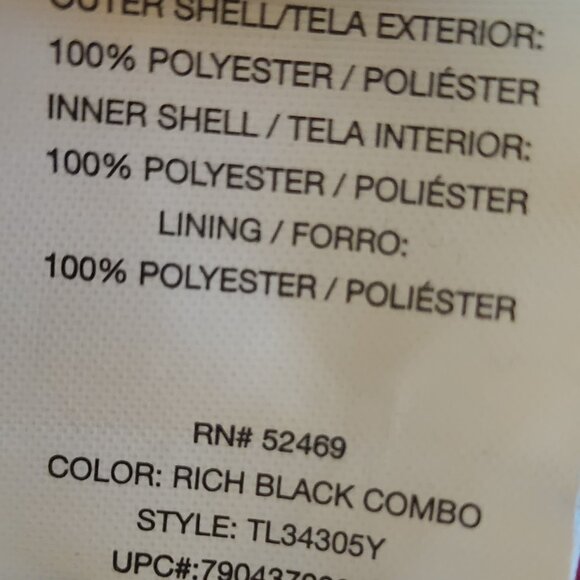 OUTER SHELL/TELA EXTERIOR:
100% POLYESTER / POLIÉSTER
INNER SHELL / TELA INTERIOR:
100% POLYESTER / POLIÉSTER
LINING / FORRO:
100% POLYESTER / POLIÉSTER
RN# 52469
COLOR: RICH BLACK COMBO
STYLE: TL34305Y
UPC#: